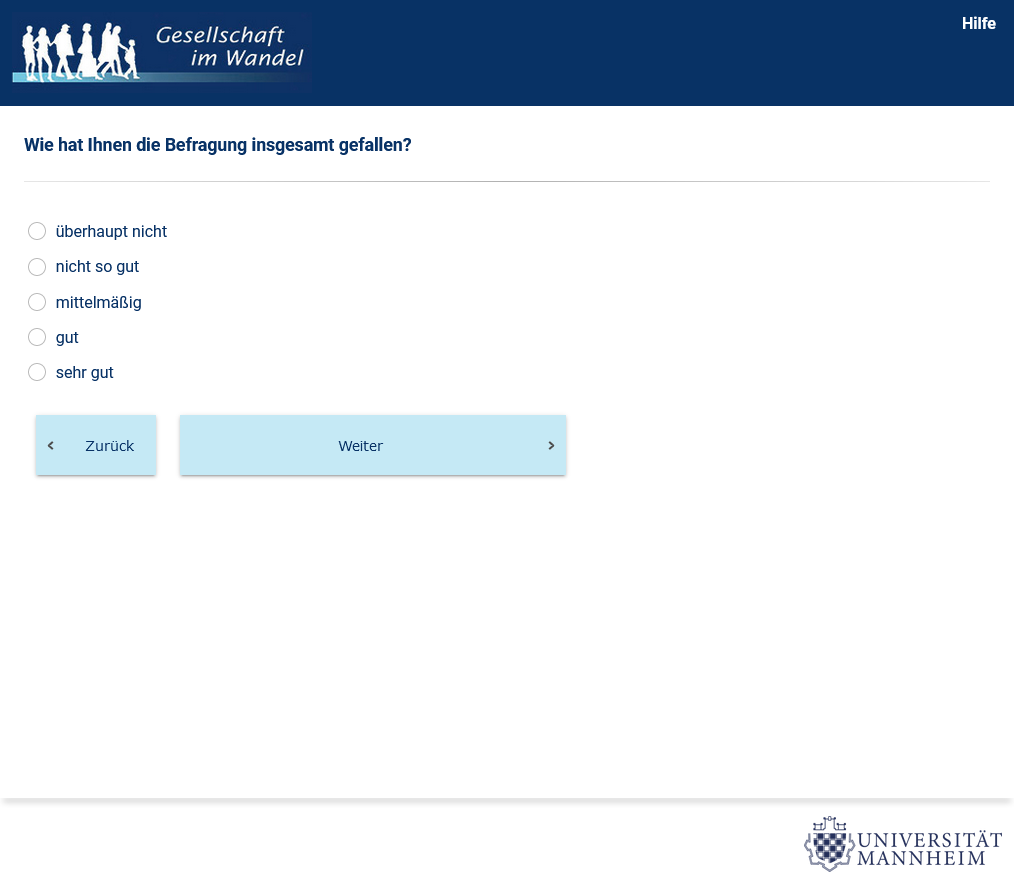 Gesellschaft
im Wandel
Hilfe
Wie hat Ihnen die Befragung insgesamt gefallen?
überhaupt nicht
nicht so gut
mittelmäßig
gut
sehr gut
Zurück
Weiter
UNIVERSITÄT
MANNHEIM